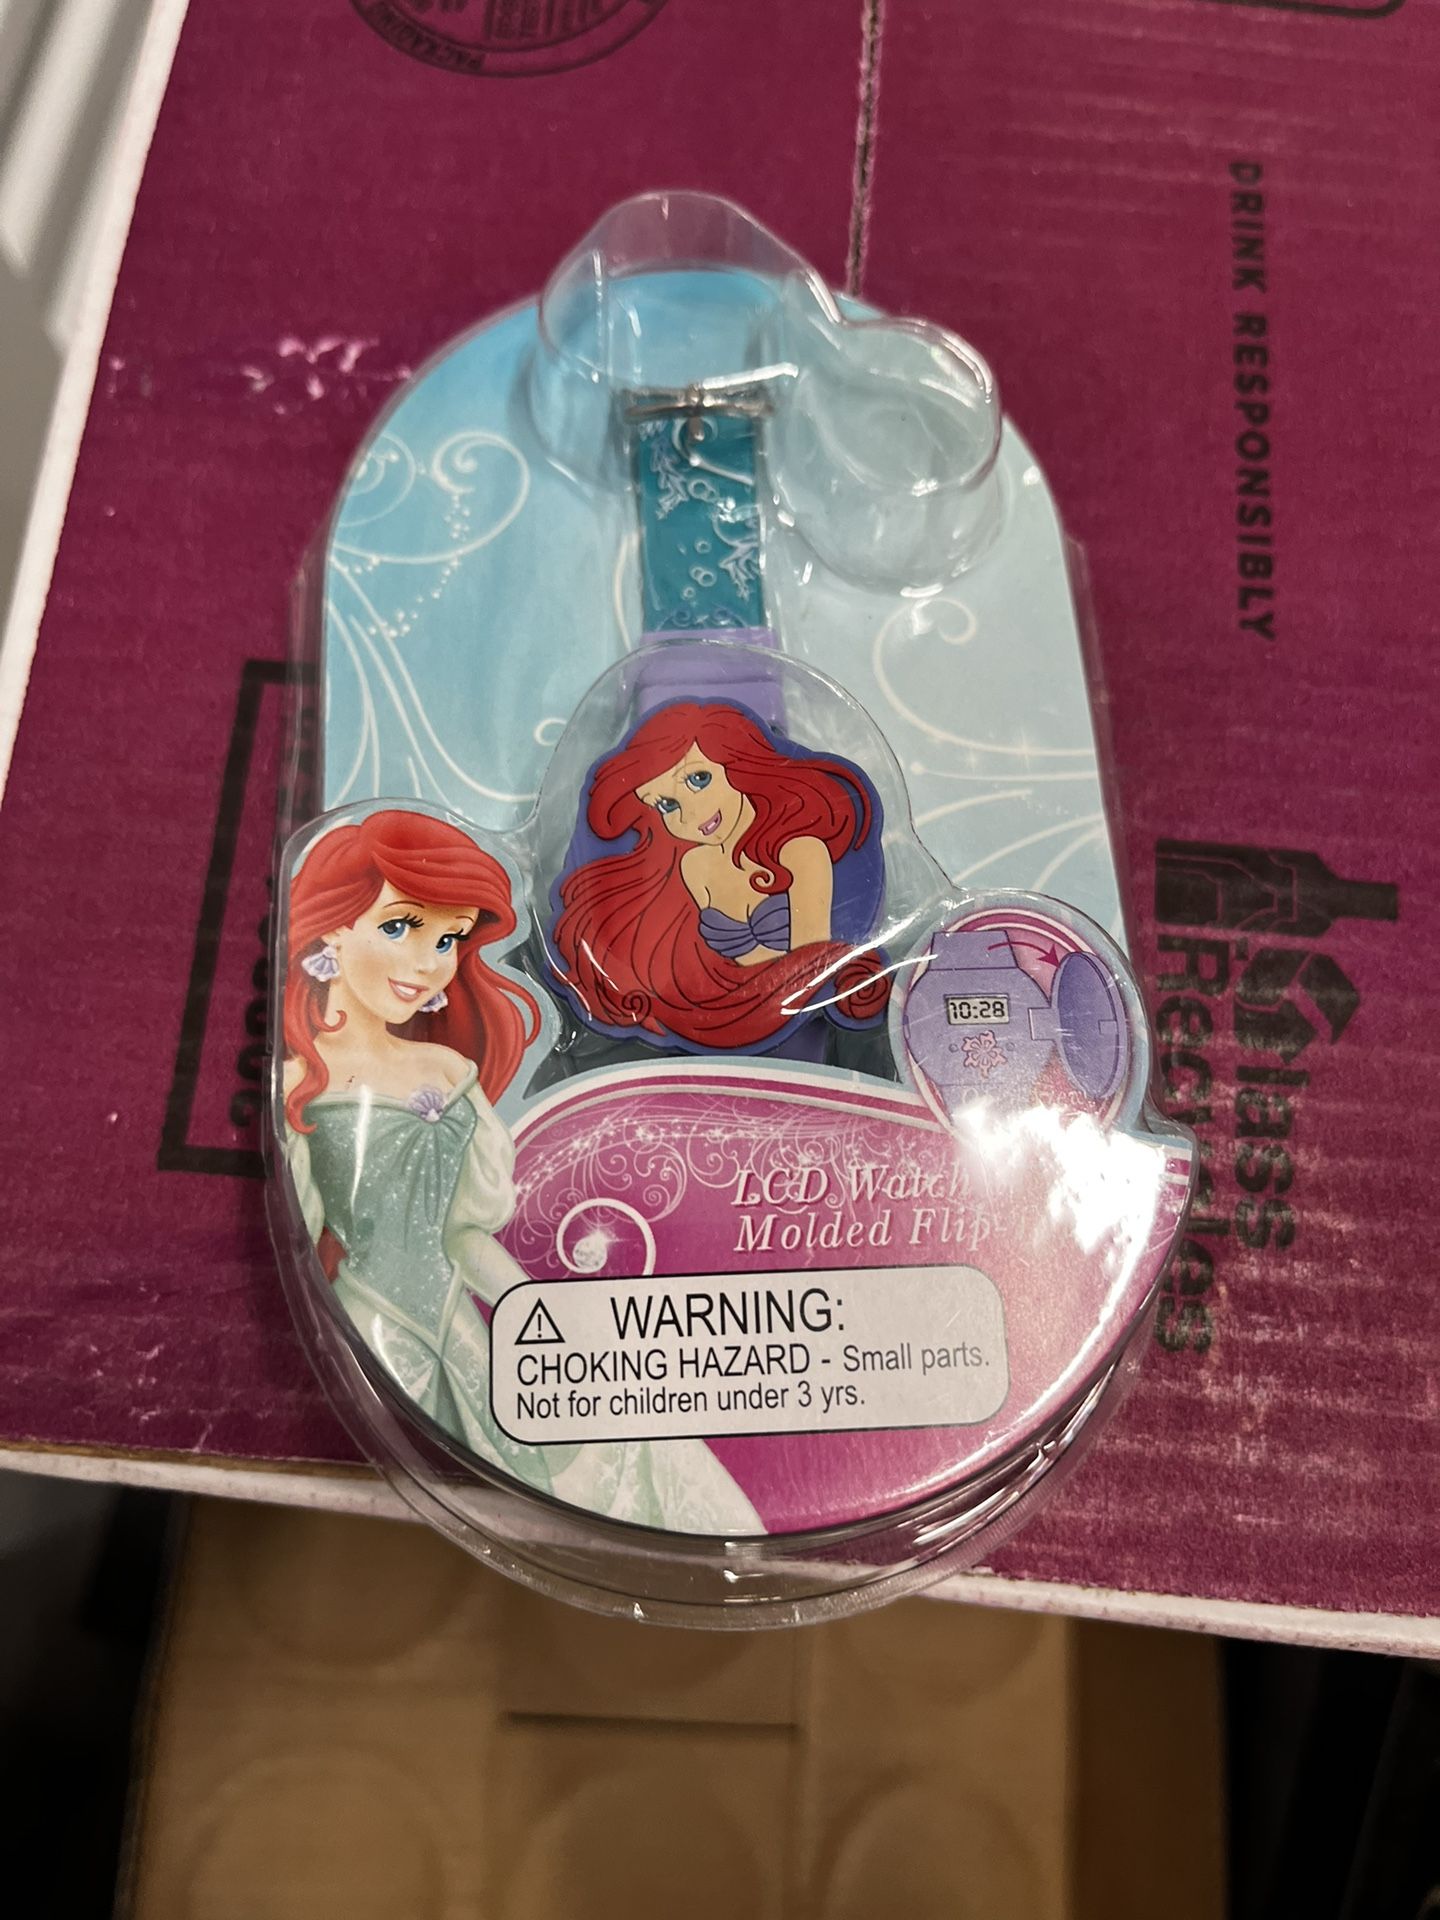 PACKAGING
DRINK RESPONSIBLY
10:28
LCD Watch
Molded Flip-
WARNING:
CHOKING HAZARD - Small parts.
Not for children under 3 yrs.
Glass
Recycles